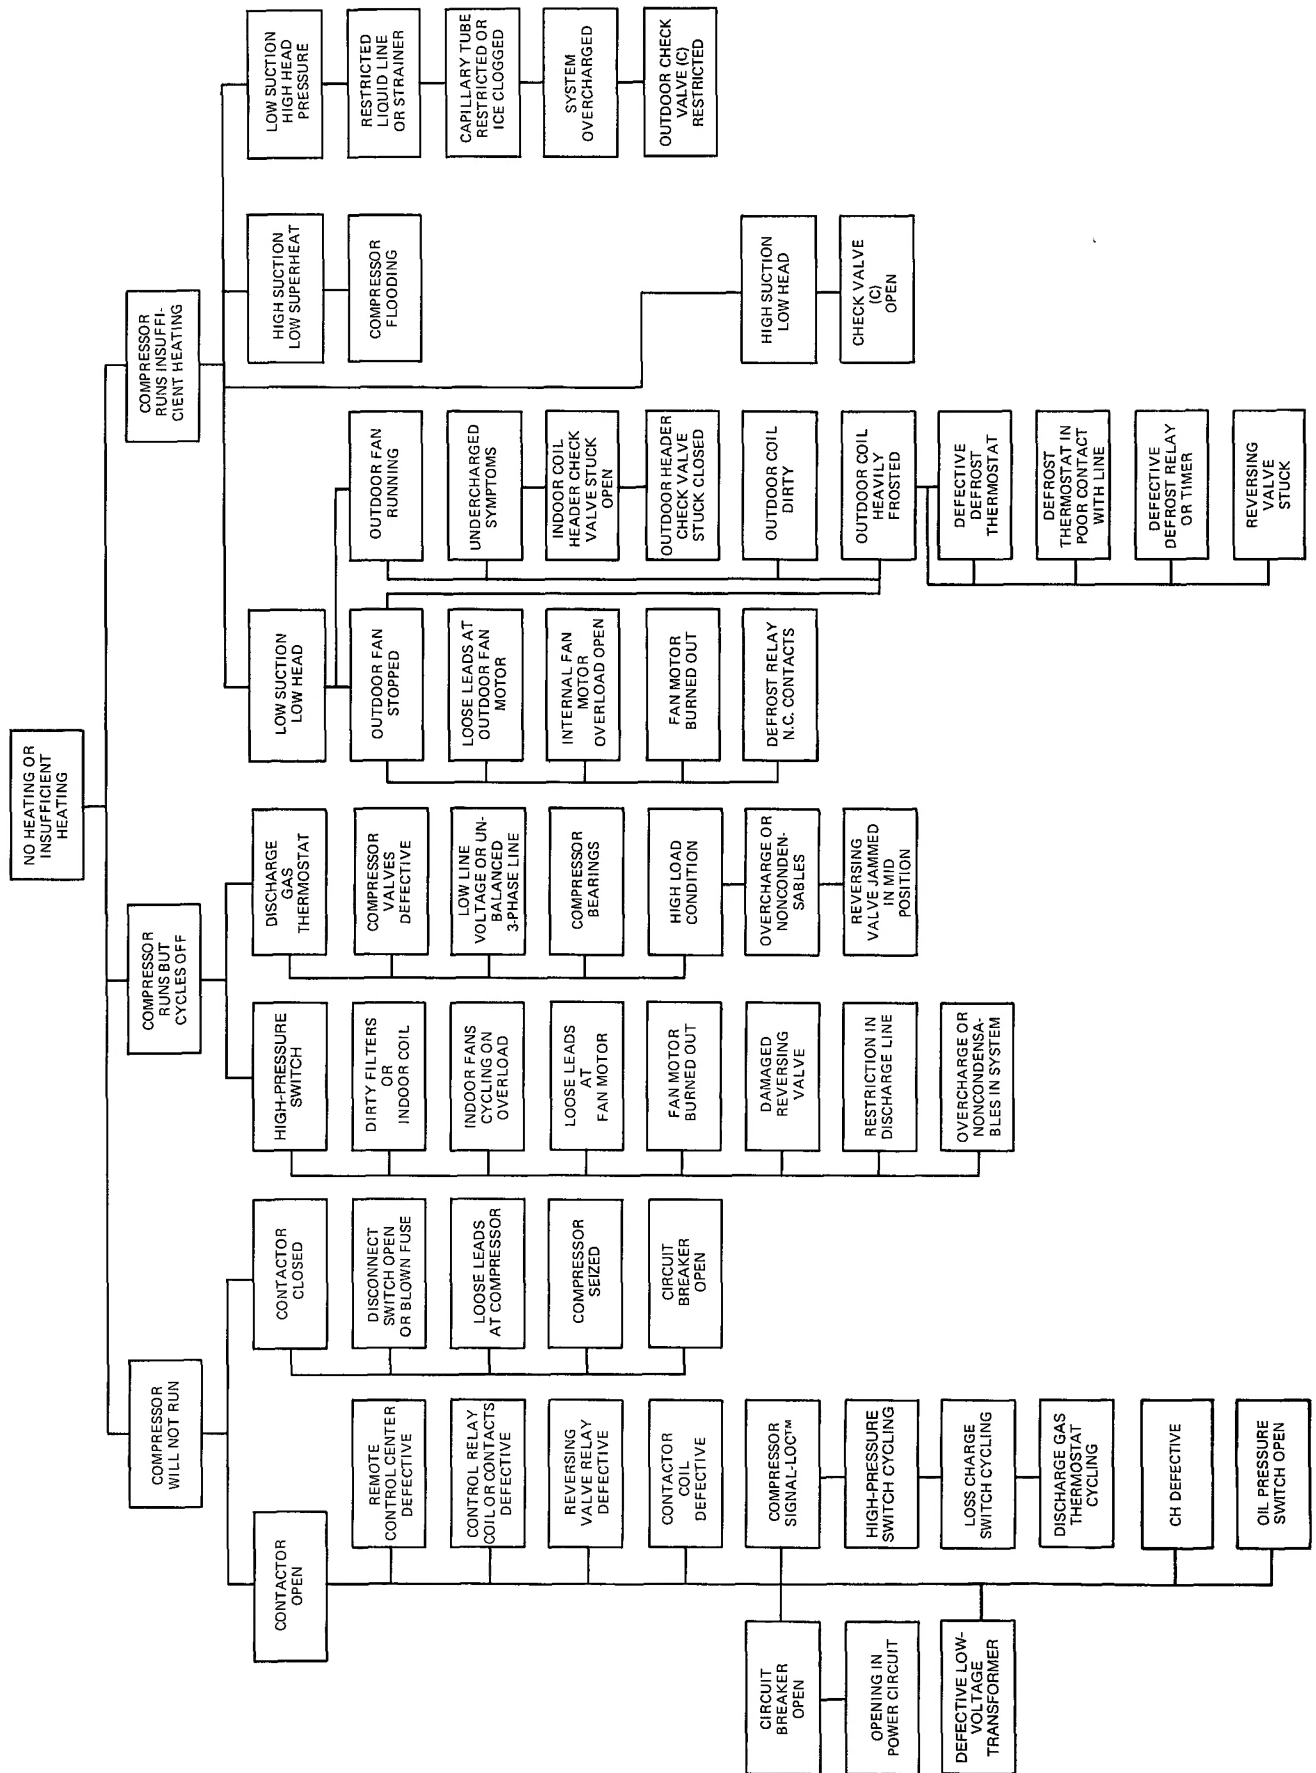 NO HEATING OR
INSUFFICIENT
HEATING
COMPRESSOR
WILL NOT RUN
CONTACTOR
OPEN
REMOTE
CONTROL CENTER
DEFECTIVE
CONTROL RELAY
COIL OR CONTACTS
DEFECTIVE
REVERSING
VALVE RELAY
DEFECTIVE
CONTACTOR
COIL
DEFECTIVE
CIRCUIT
BREAKER
OPEN
OPENING IN
POWER CIRCUIT
COMPRESSOR
SIGNAL-LOC™
HIGH-PRESSURE
SWITCH CYCLING
LOSS CHARGE
SWITCH CYCLING
DISCHARGE GAS
THERMOSTAT
CYCLING
DEFECTIVE LOW-
VOLTAGE
TRANSFORMER
CH DEFECTIVE
OIL PRESSURE
SWITCH OPEN
CONTACTOR
CLOSED
DISCONNECT
SWITCH OPEN
OR BLOWN FUSE
LOOSE LEADS
AT COMPRESSOR
COMPRESSOR
SEIZED
CIRCUIT
BREAKER
OPEN
COMPRESSOR
RUNS BUT
CYCLES OFF
HIGH-PRESSURE
SWITCH
DIRTY FILTERS
OR
INDOOR COIL
INDOOR FANS
CYCLING ON
OVERLOAD
LOOSE LEADS
AT
FAN MOTOR
FAN MOTOR
BURNED OUT
DAMAGED
REVERSING
VALVE
RESTRICTION IN
DISCHARGE LINE
OVERCHARGE OR
NONCONDENSA-
BLES IN SYSTEM
DISCHARGE
GAS
THERMOSTAT
COMPRESSOR
VALVES
DEFECTIVE
LOW LINE
VOLTAGE OR UN-
BALANCED
3-PHASE LINE
COMPRESSOR
BEARINGS
HIGH LOAD
CONDITION
OVERCHARGE OR
NONCONDEN-
SABLES
REVERSING
VALVE JAMMED
IN MID
POSITION
COMPRESSOR
RUNS INSUFFI-
CIENT HEATING
LOW SUCTION
LOW HEAD
OUTDOOR FAN
STOPPED
LOOSE LEADS AT
OUTDOOR FAN
MOTOR
INTERNAL FAN
MOTOR
OVERLOAD OPEN
FAN MOTOR
BURNED OUT
DEFROST RELAY
N.C. CONTACTS
OUTDOOR FAN
RUNNING
UNDERCHARGED
SYMPTOMS
INDOOR COIL
HEADER CHECK
VALVE STUCK
OPEN
OUTDOOR HEADER
CHECK VALVE
STUCK CLOSED
OUTDOOR COIL
DIRTY
OUTDOOR COIL
HEAVILY
FROSTED
DEFECTIVE
DEFROST
THERMOSTAT
DEFROST
THERMOSTAT IN
POOR CONTACT
WITH LINE
DEFECTIVE
DEFROST RELAY
OR TIMER
REVERSING
VALVE
STUCK
HIGH SUCTION
LOW HEAD
CHECK VALVE
(C)
OPEN
HIGH SUCTION
LOW SUPERHEAT
COMPRESSOR
FLOODING
LOW SUCTION
HIGH HEAD
PRESSURE
RESTRICTED
LIQUID LINE
OR STRAINER
CAPILLARY TUBE
RESTRICTED OR
ICE CLOGGED
SYSTEM
OVERCHARGED
OUTDOOR CHECK
VALVE (C)
RESTRICTED